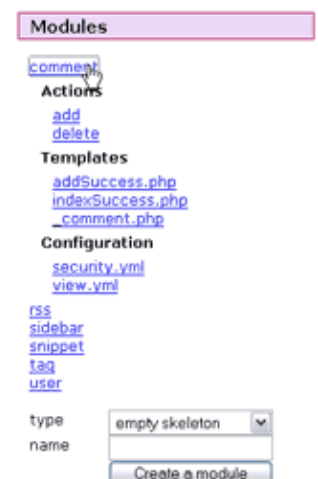 Modules
comment
Actions
add
delete
Templates
addSuccess.php
indexSuccess.php
_comment.php
Configuration
security.yml
view.yml
rss
sidebar
snippet
tag
user
type empty skeleton
name
Create a module